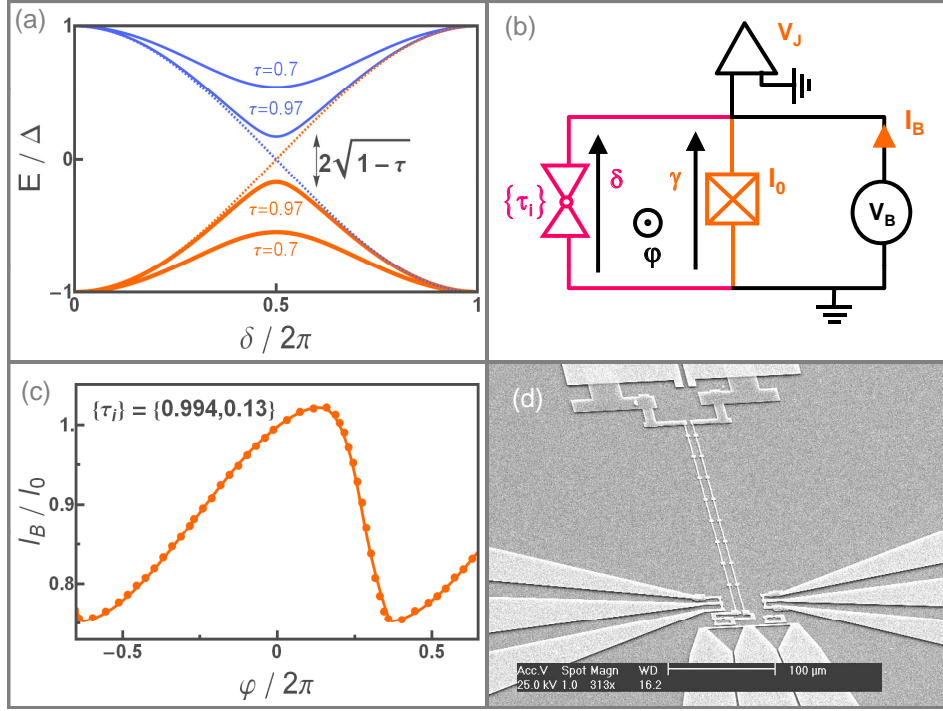 (a)
1
τ=0.7
τ=0.97
2√1−τ
0
τ=0.97
τ=0.7
−1
0
0.5
1
E / Δ
δ / 2π
(b)
V_J
I_B
{τ_i}
δ
γ
I_0
φ
V_B
(c)
{τ_i} = {0.994,0.13}
1.
0.9
0.8
−0.5
0
0.5
I_B / I_0
φ / 2π
(d)
Acc.V Spot Magn WD 100 µm
25.0 kV 1.0 313x 16.2